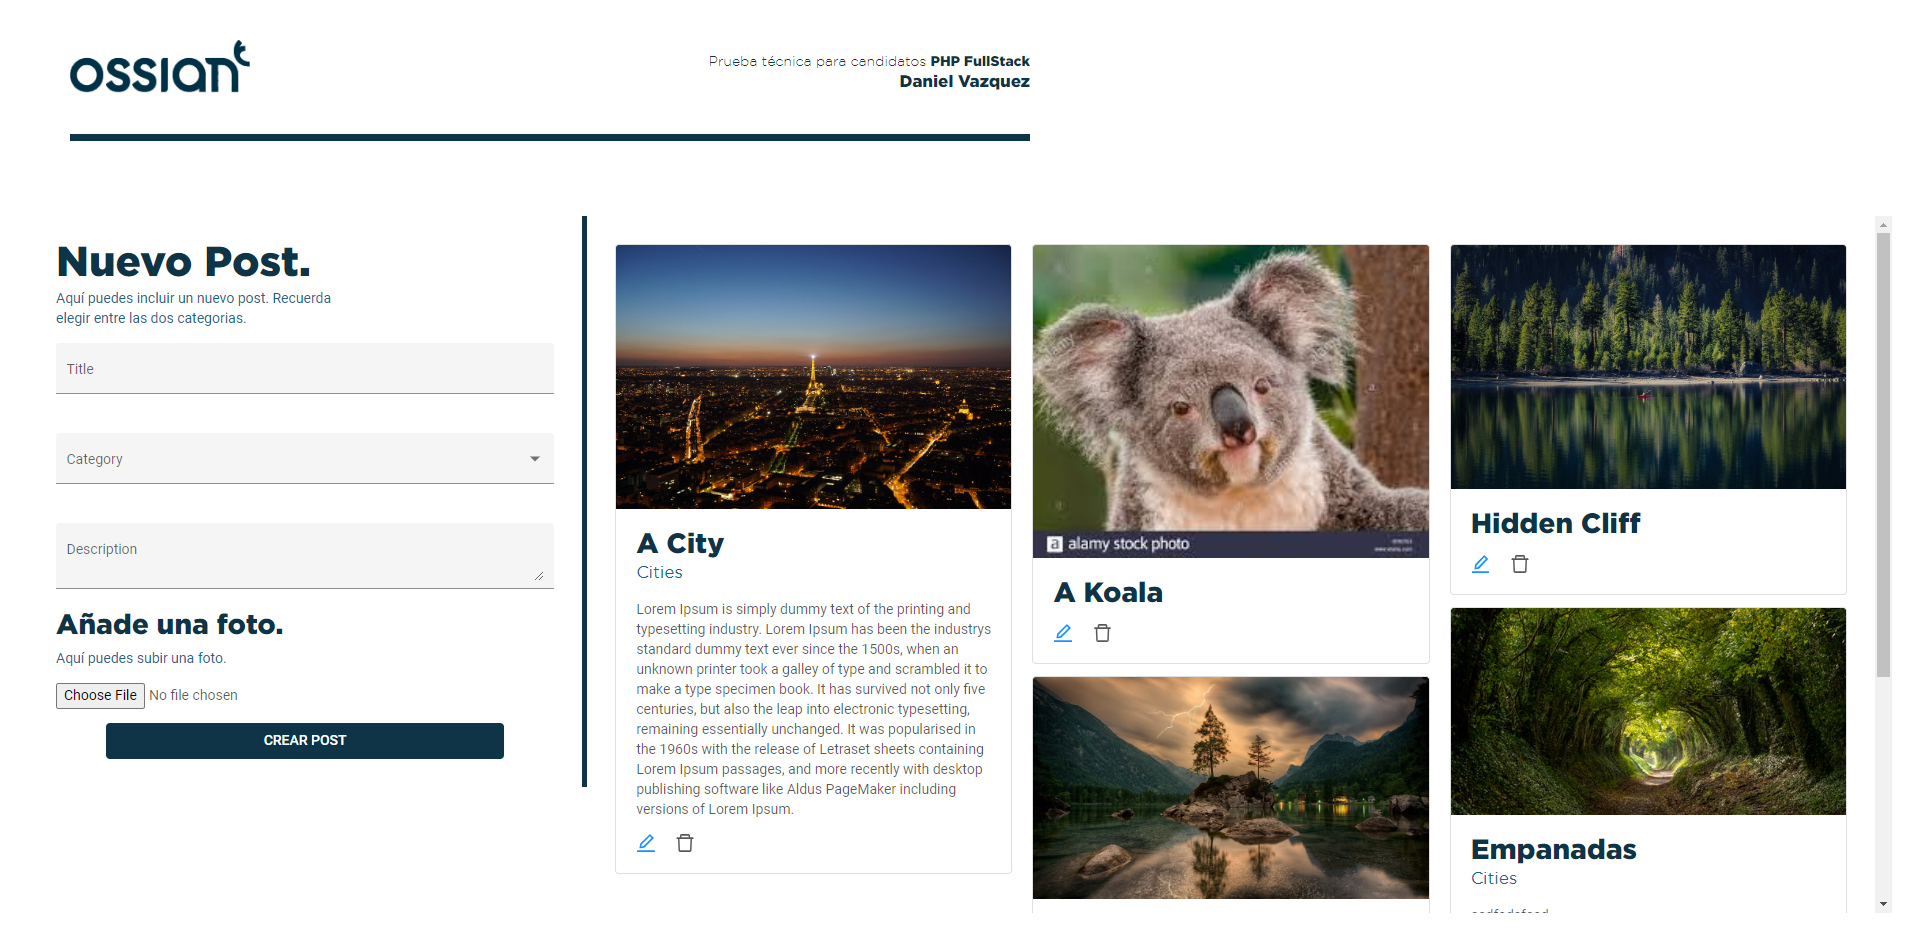 ossian
Prueba técnica para candidatos PHP FullStack
Daniel Vazquez
Nuevo Post.
Aquí puedes incluir un nuevo post. Recuerda
elegir entre las dos categorias.
Title
Category
Description
Añade una foto.
Aquí puedes subir una foto.
Choose File No file chosen
CREAR POST
A City
Cities
Lorem Ipsum is simply dummy text of the printing and
typesetting industry. Lorem Ipsum has been the industrys
standard dummy text ever since the 1500s, when an
unknown printer took a galley of type and scrambled it to
make a type specimen book. It has survived not only five
centuries, but also the leap into electronic typesetting,
remaining essentially unchanged. It was popularised in
the 1960s with the release of Letraset sheets containing
Lorem Ipsum passages, and more recently with desktop
publishing software like Aldus PageMaker including
versions of Lorem Ipsum.
alamy
a alamy stock photo
A Koala
Hidden Cliff
Empanadas
Cities